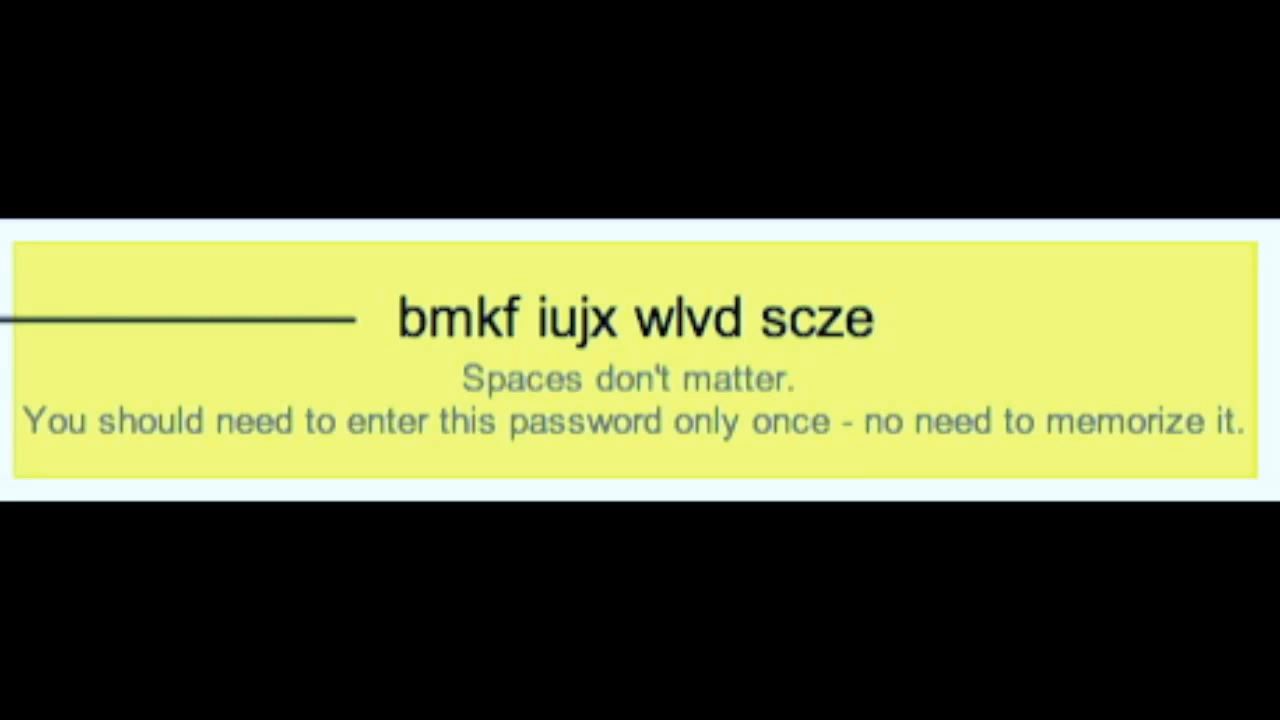 bmkf iujx wlvd scze
Spaces don't matter.
You should need to enter this password only once - no need to memorize it.